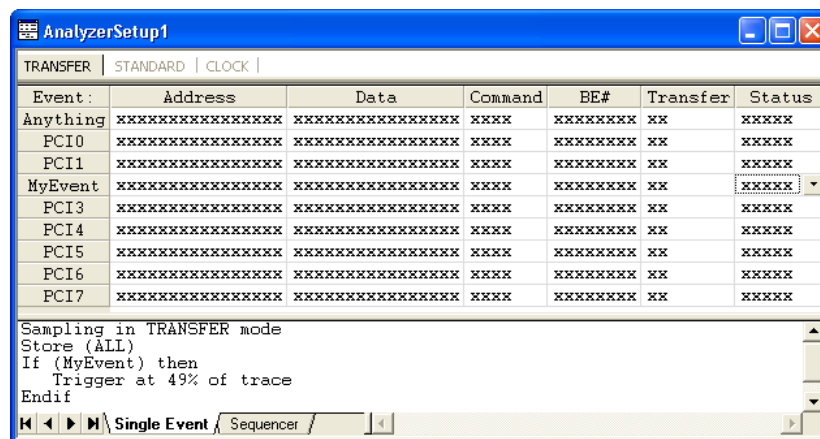 AnalyzerSetup1
TRANSFER | STANDARD | CLOCK |
Event: Address Data Command BE# Transfer Status
Anything xxxxxxxxxxxxxxxx xxxxxxxxxxxxxxxx xxxx xxxxxxxx xx xxxxx
PCI0 xxxxxxxxxxxxxxxx xxxxxxxxxxxxxxxx xxxx xxxxxxxx xx xxxxx
PCI1 xxxxxxxxxxxxxxxx xxxxxxxxxxxxxxxx xxxx xxxxxxxx xx xxxxx
MyEvent xxxxxxxxxxxxxxxx xxxxxxxxxxxxxxxx xxxx xxxxxxxx xx xxxxx
PCI3 xxxxxxxxxxxxxxxx xxxxxxxxxxxxxxxx xxxx xxxxxxxx xx xxxxx
PCI4 xxxxxxxxxxxxxxxx xxxxxxxxxxxxxxxx xxxx xxxxxxxx xx xxxxx
PCI5 xxxxxxxxxxxxxxxx xxxxxxxxxxxxxxxx xxxx xxxxxxxx xx xxxxx
PCI6 xxxxxxxxxxxxxxxx xxxxxxxxxxxxxxxx xxxx xxxxxxxx xx xxxxx
PCI7 xxxxxxxxxxxxxxxx xxxxxxxxxxxxxxxx xxxx xxxxxxxx xx xxxxx
Sampling in TRANSFER mode
Store (ALL)
If (MyEvent) then
Trigger at 49% of trace
Endif
Single Event Sequencer